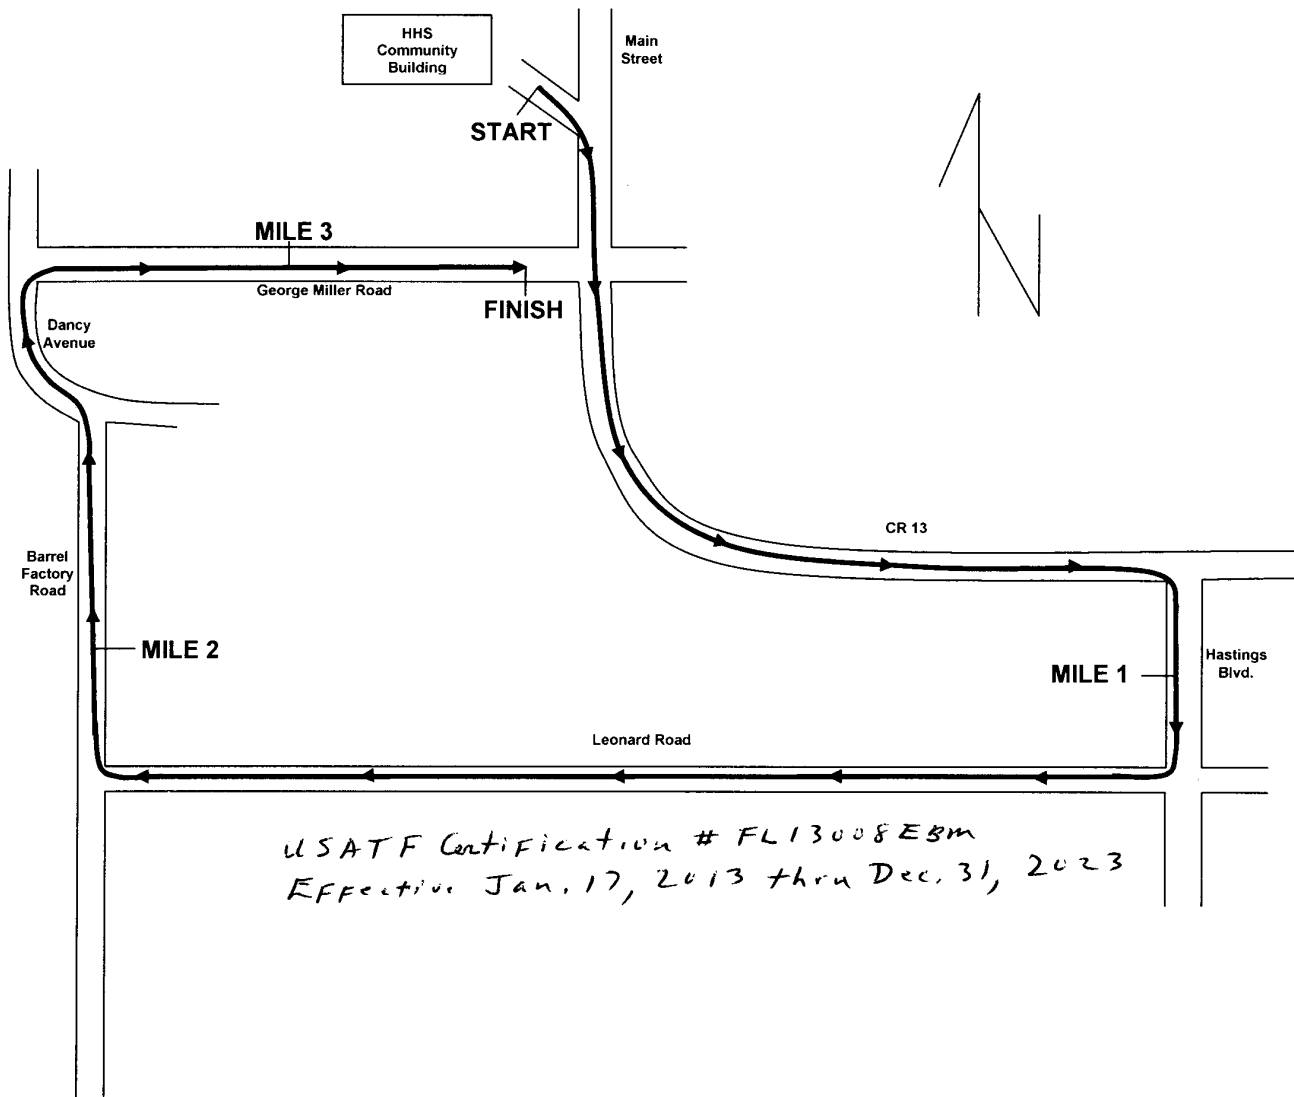 HHS
Community
Building
Main
Street
START
MILE 3
George Miller Road
FINISH
Dancy
Avenue
CR 13
Barrel
Factory
Road
MILE 2
Hastings
Blvd.
MILE 1
Leonard Road
USATF Certification # FL13008EBM
Effective Jan. 17, 2013 thru Dec. 31, 2023